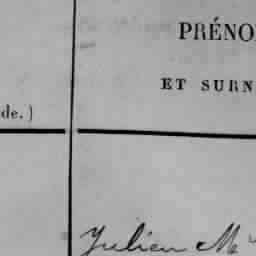 PRÉNO
ET SURN
de.)
Julien M